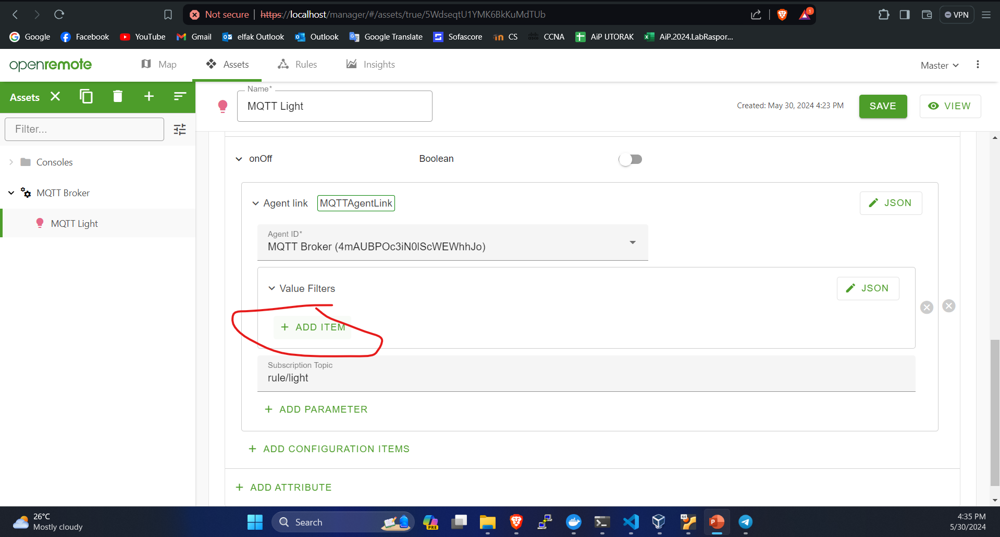 Not secure https://localhost/manager/#/assets/true/5WdseqtU1YMK6BkKuMdTUb 1 VPN
Google Facebook YouTube Gmail elfak Outlook Outlook Google Translate Sofascore CS CCNA AiP UTORAK AiP.2024.LabRaspor...
openremote Map Assets Rules Insights Master
Assets
Name*
MQTT Light
Created: May 30, 2024 4:23 PM SAVE VIEW
Filter...
Consoles
MQTT Broker
MQTT Light
onOff Boolean
Agent link MQTTAgentLink JSON
Agent ID*
MQTT Broker (4mAUBPOc3iN0IScWEWhhJo)
Value Filters JSON
+ ADD ITEM
Subscription Topic
rule/light
+ ADD PARAMETER
+ ADD CONFIGURATION ITEMS
+ ADD ATTRIBUTE
26°C
Mostly cloudy
Search
PRE
64
P
4:35 PM
5/30/2024